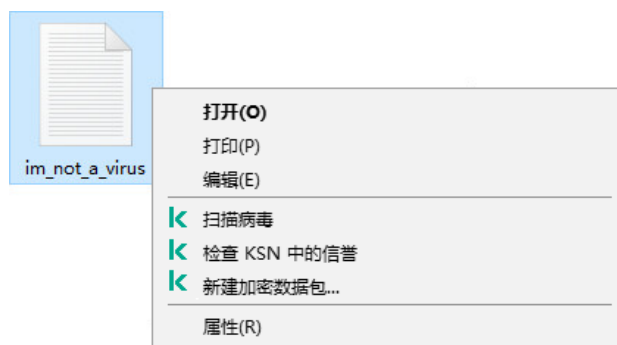 im_not_a_virus
打开(O)
打印(P)
编辑(E)
扫描病毒
检查 KSN 中的信誉
新建加密数据包...
属性(R)